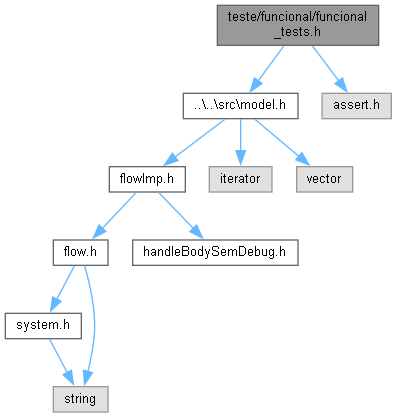 teste/funcional/funcional
_tests.h
..\..\src\model.h
assert.h
flowImp.h
iterator
vector
flow.h
handleBodySemDebug.h
system.h
string